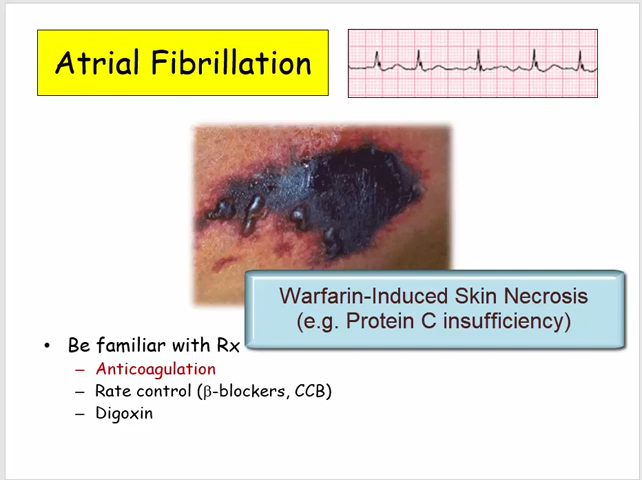 Atrial Fibrillation
Warfarin-Induced Skin Necrosis
(e.g. Protein C insufficiency)
• Be familiar with Rx
– Anticoagulation
– Rate control (β-blockers, CCB)
– Digoxin